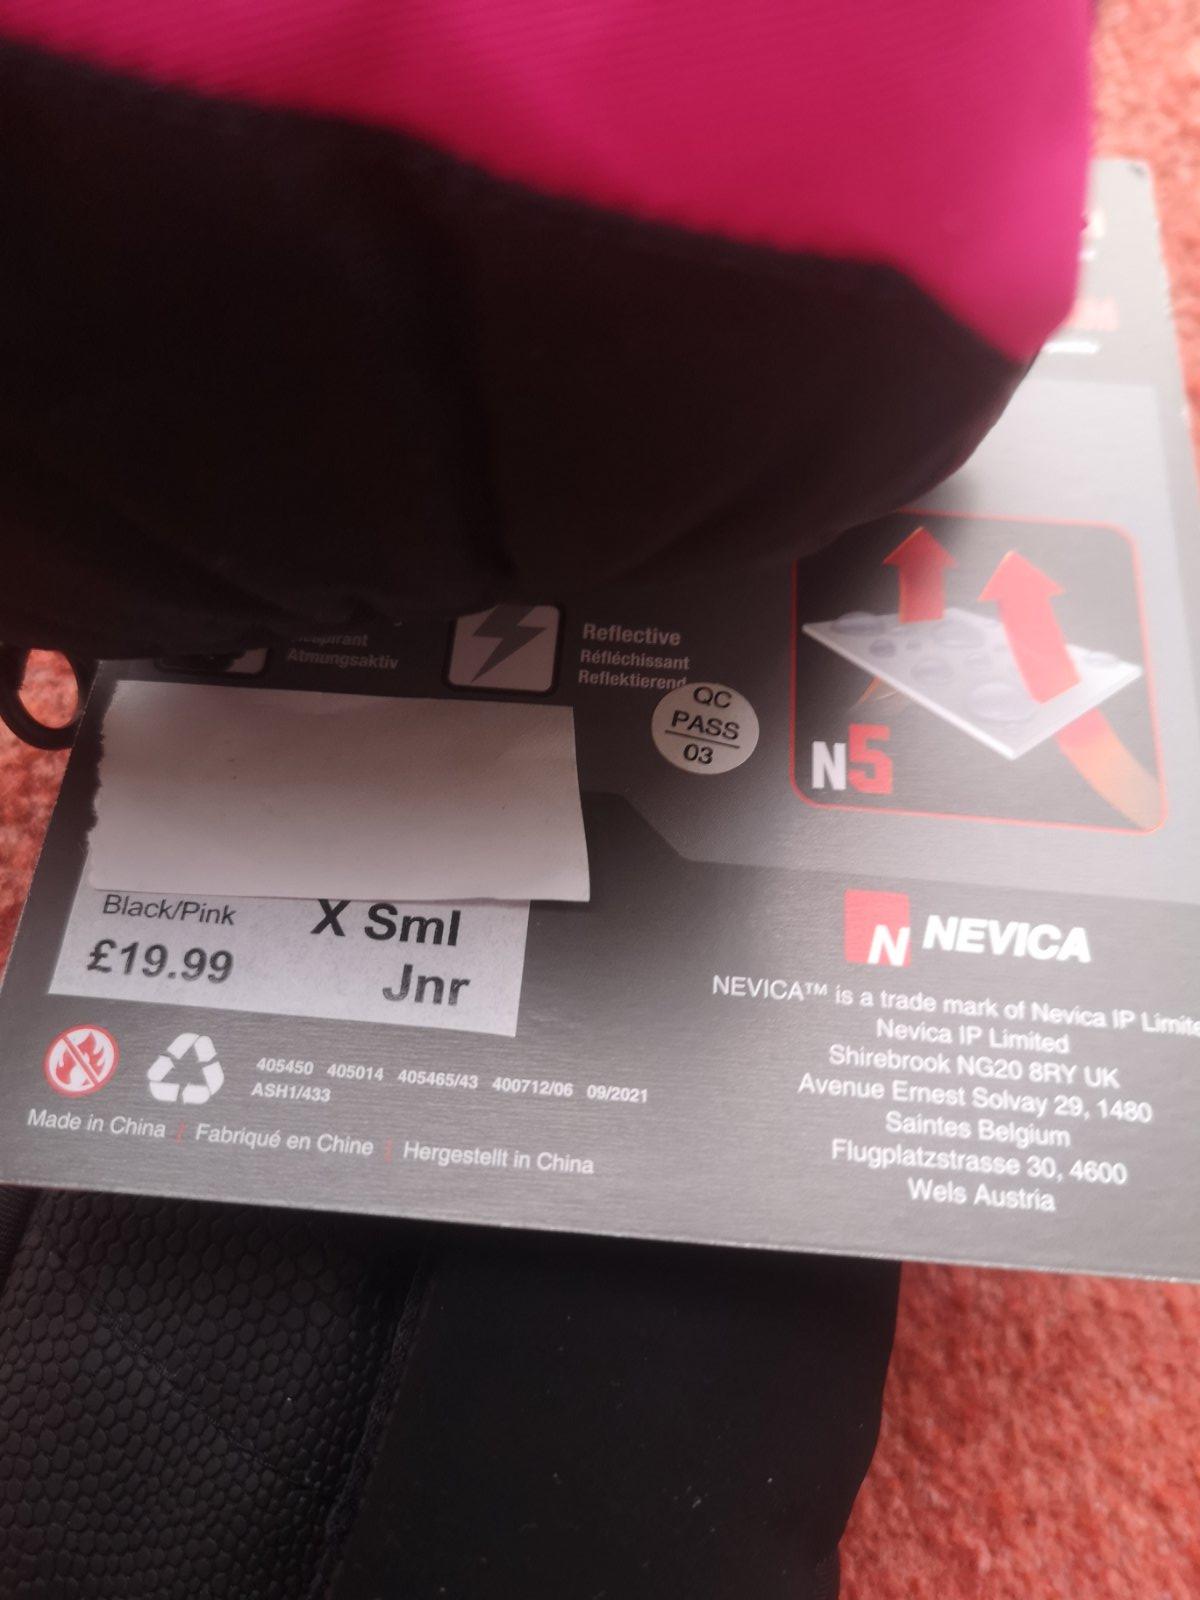 Atmungsaktiv
Reflective
Réfléchissant
Reflektierend
QC
PASS
03
N5
Black/Pink
X Sml
£19.99
Jnr
N NEVICA
NEVICA™ is a trade mark of Nevica IP
Nevica IP Limited
Shirebrook NG20 8RY UK
Avenue Ernest Solvay 29, 1480
Saintes Belgium
Flugplatzstrasse 30, 4600
Wels Austria
405450 405014 405465/43 400712/06 09/2021
ASH1/433
Made in China | Fabriqué en Chine | Hergestellt in China